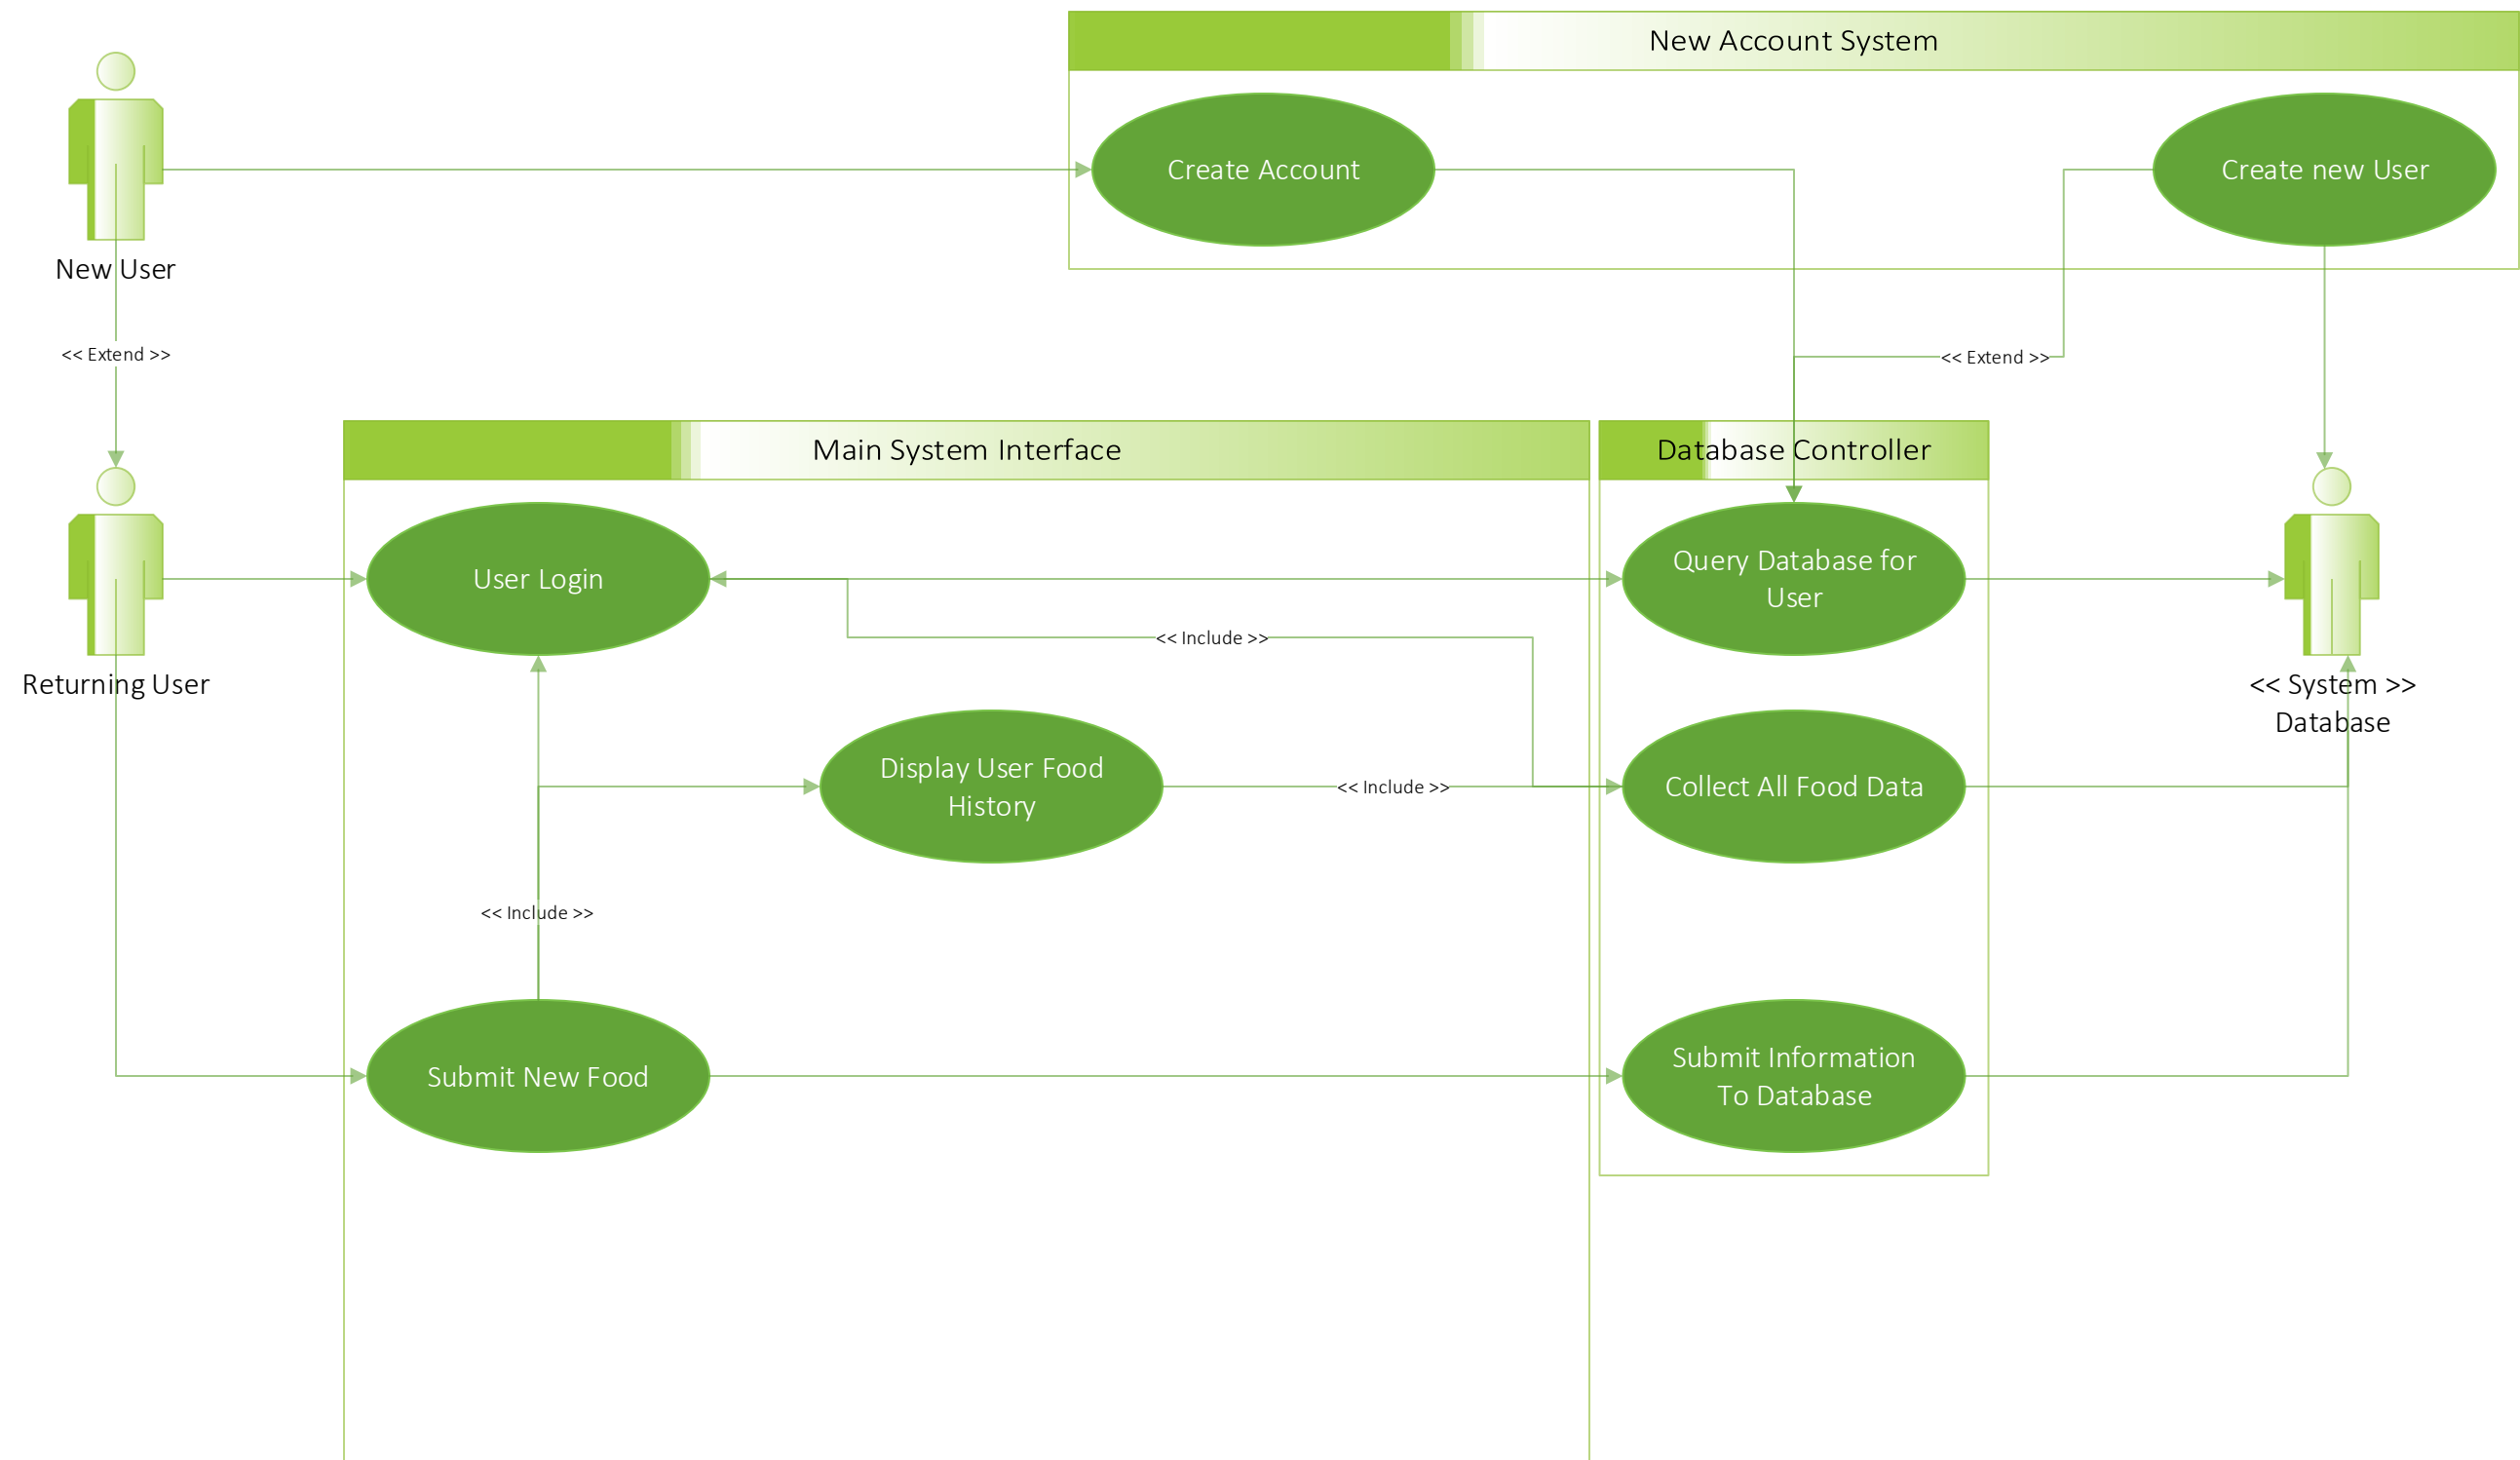 New Account System
Create Account
Create new User
New User
<< Extend >>
<< Extend >>
Main System Interface
Database Controller
User Login
Query Database for
User
<< Include >>
Returning User
<< System >>
Database
Display User Food
History
<< Include >>
Collect All Food Data
<< Include >>
Submit New Food
Submit Information
To Database